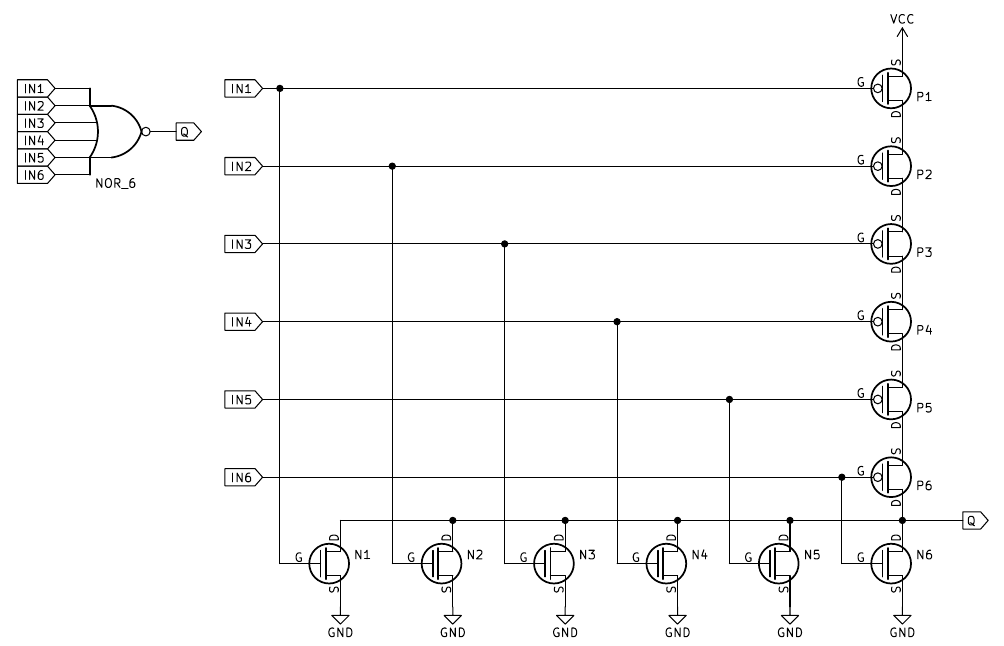 VCC
IN1
IN2
IN3
IN4
IN5
IN6
Q
NOR_6
IN1 G S D P1
IN2 G S D P2
IN3 G S D P3
IN4 G S D P4
IN5 G S D P5
IN6 G S D P6
Q
G D S N1
G D S N2
G D S N3
G D S N4
G D S N5
G D S N6
GND GND GND GND GND GND